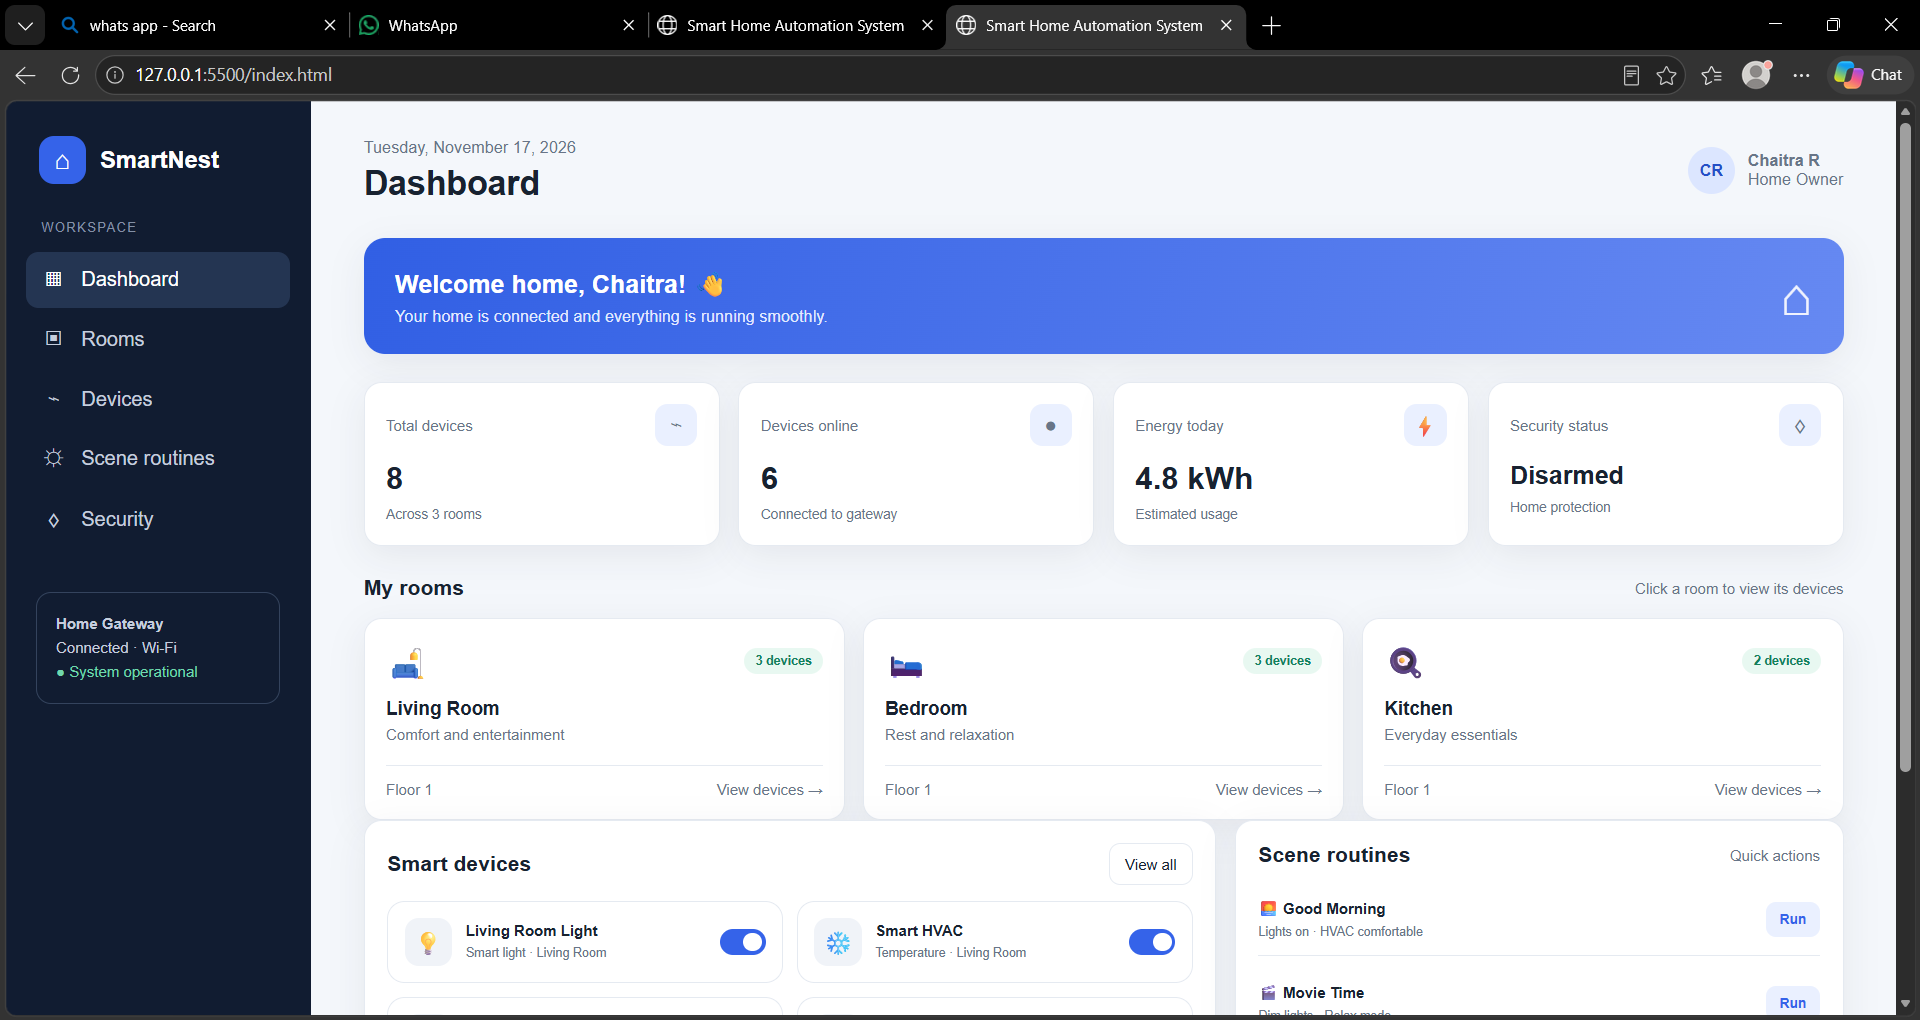 whats app - Search
WhatsApp
Smart Home Automation System
Smart Home Automation System
127.0.0.1:5500/index.html
Chat
SmartNest
WORKSPACE
Dashboard
Rooms
Devices
Scene routines
Security
Home Gateway
Connected · Wi-Fi
● System operational
Tuesday, November 17, 2026
Dashboard
CR
Chaitra R
Home Owner
Welcome home, Chaitra! 👋
Your home is connected and everything is running smoothly.
Total devices
8
Across 3 rooms
Devices online
6
Connected to gateway
Energy today
4.8 kWh
Estimated usage
Security status
Disarmed
Home protection
My rooms
Click a room to view its devices
3 devices
Living Room
Comfort and entertainment
Floor 1
View devices →
3 devices
Bedroom
Rest and relaxation
Floor 1
View devices →
2 devices
Kitchen
Everyday essentials
Floor 1
View devices →
Smart devices
View all
Living Room Light
Smart light · Living Room
Smart HVAC
Temperature · Living Room
Scene routines
Quick actions
Good Morning
Lights on · HVAC comfortable
Run
Movie Time
Dim lights · Relax mode
Run